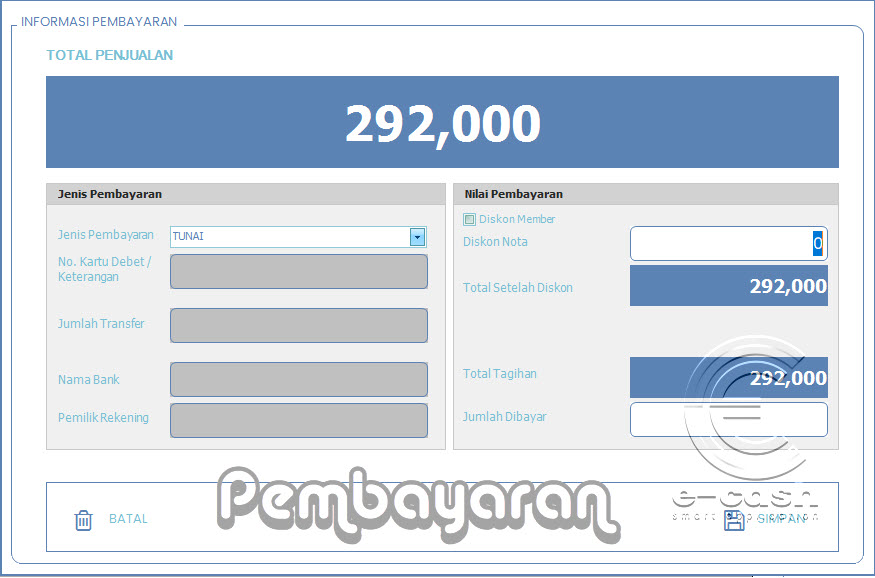 INFORMASI PEMBAYARAN
TOTAL PENJUALAN
292,000
Jenis Pembayaran
Jenis Pembayaran
TUNAI
No. Kartu Debet /
Keterangan
Jumlah Transfer
Nama Bank
Pemilik Rekening
Nilai Pembayaran
Diskon Member
Diskon Nota
0
Total Setelah Diskon
292,000
Total Tagihan
292,000
Jumlah Dibayar
e-cash
BATAL
Pembayaran
SIMPAN